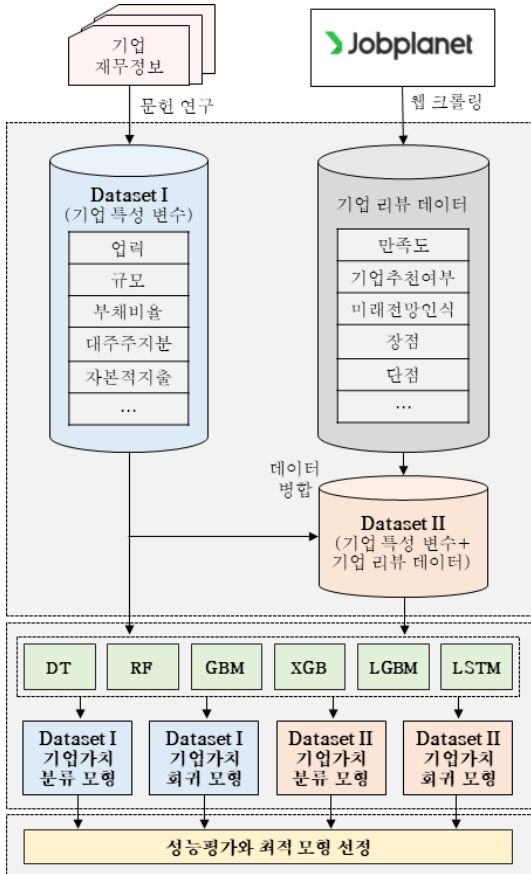 기업
재무정보
Jobplanet
문헌 연구
웹 크롤링
Dataset I
(기업 특성 변수)
업력
규모
부채비율
대주주지분
자본적지출
…
기업 리뷰 데이터
만족도
기업추천여부
미래전망인식
장점
단점
…
데이터
병합
Dataset II
(기업 특성 변수+
기업 리뷰 데이터)
DT
RF
GBM
XGB
LGBM
LSTM
Dataset I
기업가치
분류 모형
Dataset I
기업가치
회귀 모형
Dataset II
기업가치
분류 모형
Dataset II
기업가치
회귀 모형
성능평가와 최적 모형 선정